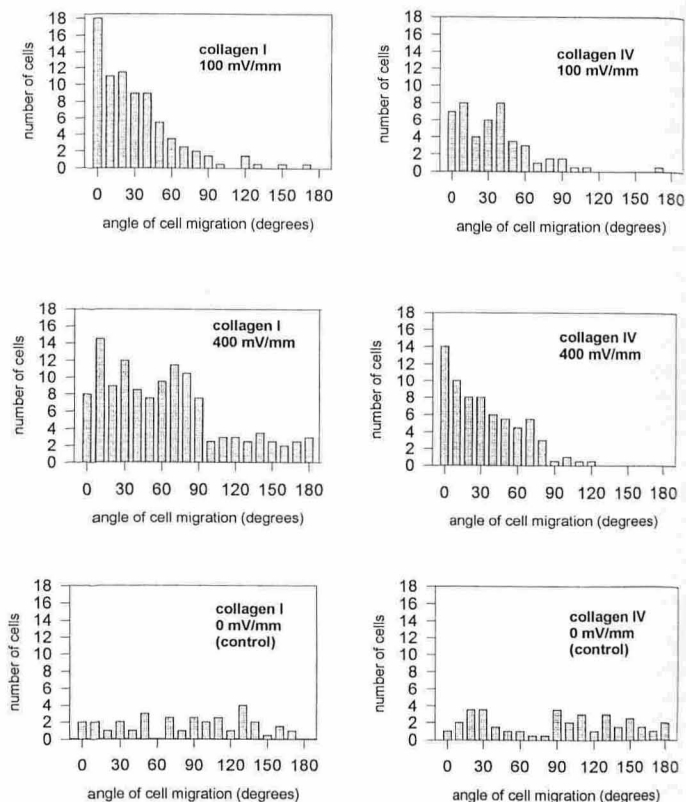 18
16
14
12
10
8
6
4
2
0
number of cells
collagen I
100 mV/mm
0 30 60 90 120 150 180
angle of cell migration (degrees)
18
16
14
12
10
8
6
4
2
0
number of cells
collagen IV
100 mV/mm
0 30 60 90 120 150 180
angle of cell migration (degrees)
18
16
14
12
10
8
6
4
2
0
number of cells
collagen I
400 mV/mm
0 30 60 90 120 150 180
angle of cell migration (degrees)
18
16
14
12
10
8
6
4
2
0
number of cells
collagen IV
400 mV/mm
0 30 60 90 120 150 180
angle of cell migration (degrees)
18
16
14
12
10
8
6
4
2
0
number of cells
collagen I
0 mV/mm
(control)
0 30 60 90 120 150 180
angle of cell migration (degrees)
18
16
14
12
10
8
6
4
2
0
number of cells
collagen IV
0 mV/mm
(control)
0 30 60 90 120 150 180
angle of cell migration (degrees)